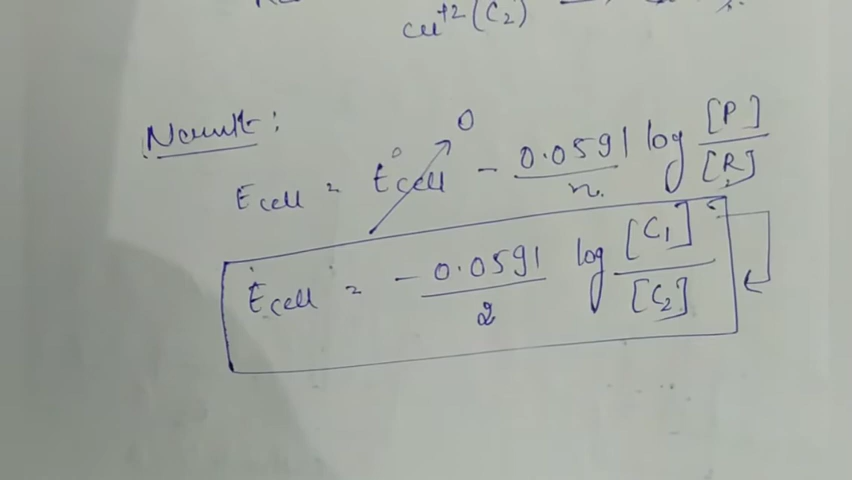 cu⁺²(C₂)
Nernst:
Ecell = E°cell 0 - 0.0591/n log [P]/[R]
Ecell = - 0.0591/2 log [C₁]/[C₂]